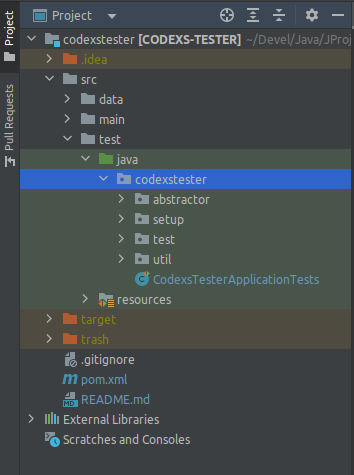 Project
Pull Requests
Project
codexstester [CODEXS-TESTER] ~/Devel/Java/JProj
.idea
src
data
main
test
java
codexstester
abstractor
setup
test
util
CodexsTesterApplicationTests
resources
target
trash
.gitignore
pom.xml
README.md
External Libraries
Scratches and Consoles